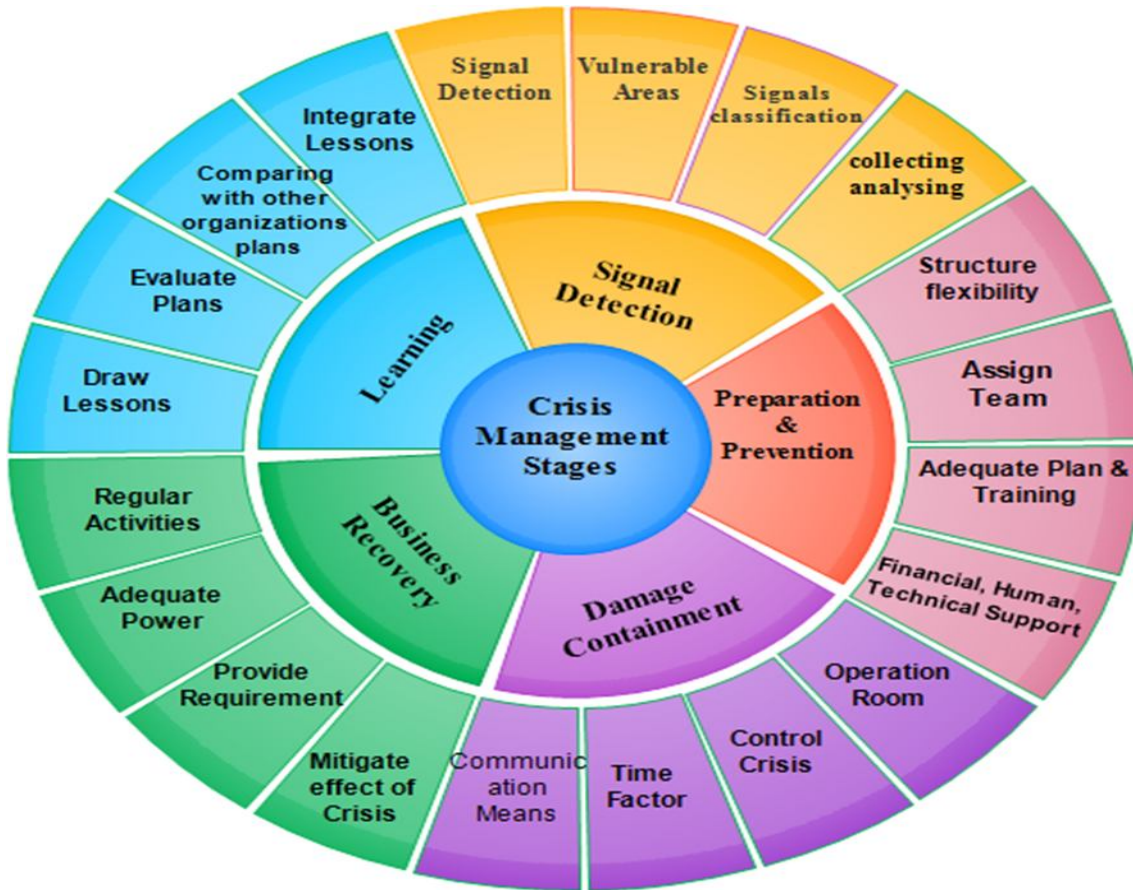 Crisis
Management
Stages
Signal
Detection
Preparation
&
Prevention
Damage
Containment
Business
Recovery
Learning
Signal
Detection
Vulnerable
Areas
Signals
classification
collecting
analysing
Structure
flexibility
Assign
Team
Adequate Plan &
Training
Financial, Human,
Technical Support
Operation
Room
Control
Crisis
Time
Factor
Communic
ation
Means
Mitigate
effect of
Crisis
Provide
Requirement
Adequate
Power
Regular
Activities
Draw
Lessons
Evaluate
Plans
Comparing
with other
organizations
plans
Integrate
Lessons